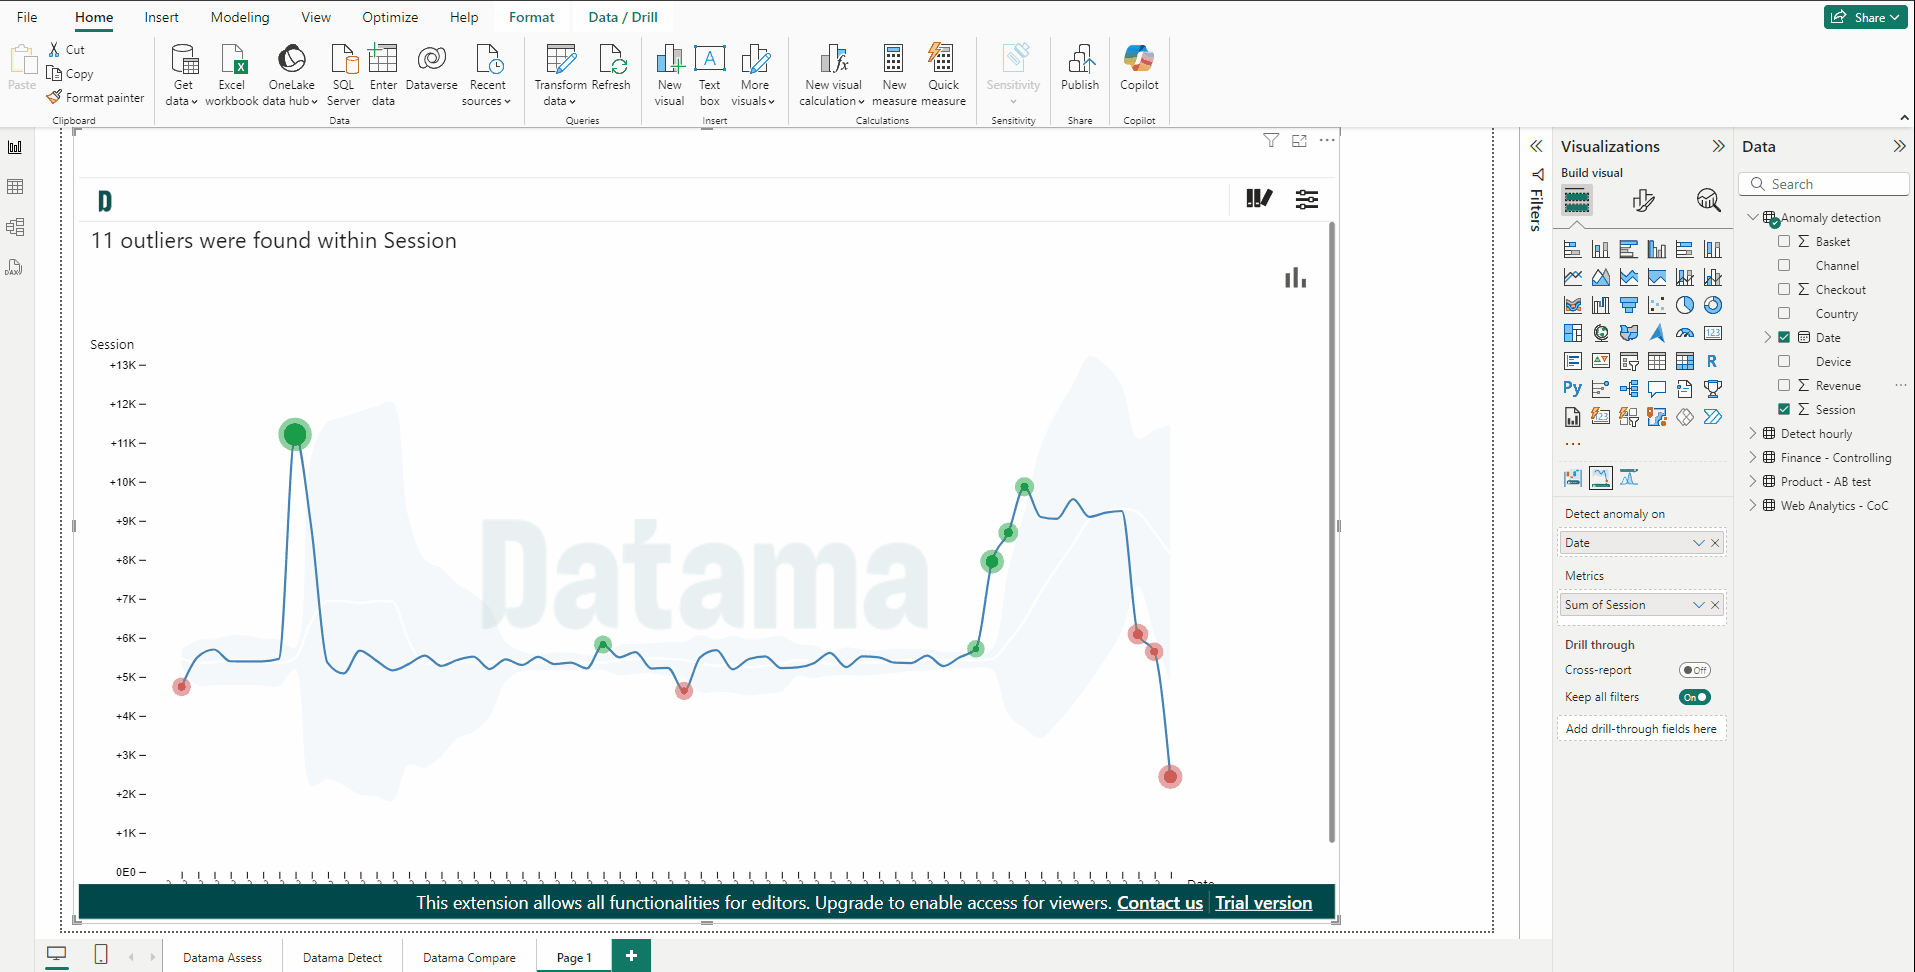 File Home Insert Modeling View Optimize Help Format Data / Drill Share
Paste
Cut
Copy
Format painter
Clipboard
Get data
Excel workbook
OneLake data hub
SQL Server
Enter data
Dataverse
Recent sources
Data
Transform data
Refresh
Queries
New visual
Text box
More visuals
Insert
New visual calculation
New measure
Quick measure
Calculations
Sensitivity
Sensitivity
Publish
Share
Copilot
Copilot
D
11 outliers were found within Session
Session
+13K
+12K
+11K
+10K
+9K
+8K
+7K
+6K
+5K
+4K
+3K
+2K
+1K
0E0
Datama
Date
This extension allows all functionalities for editors. Upgrade to enable access for viewers. Contact us Trial version
Datama Assess Datama Detect Datama Compare Page 1 +
Filters
Visualizations
Build visual
123
R
Py
123
Detect anomaly on
Date
Metrics
Sum of Session
Drill through
Cross-report Off
Keep all filters On
Add drill-through fields here
Data
Search
Anomaly detection
Basket
Channel
Checkout
Country
Date
Device
Revenue
Session
Detect hourly
Finance - Controlling
Product - AB test
Web Analytics - CoC
DAX